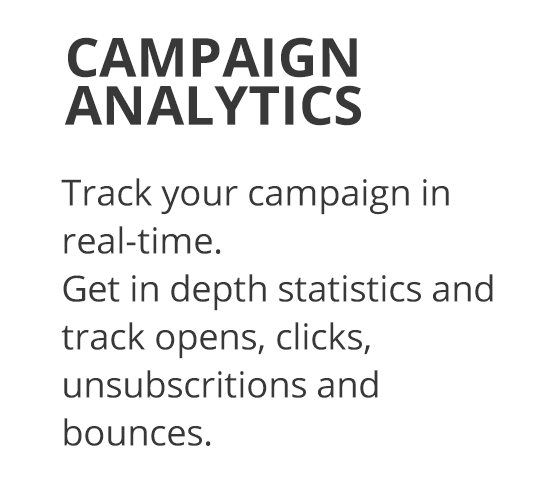 CAMPAIGN
ANALYTICS
Track your campaign in
real-time.
Get in depth statistics and
track opens, clicks,
unsubscritions and
bounces.